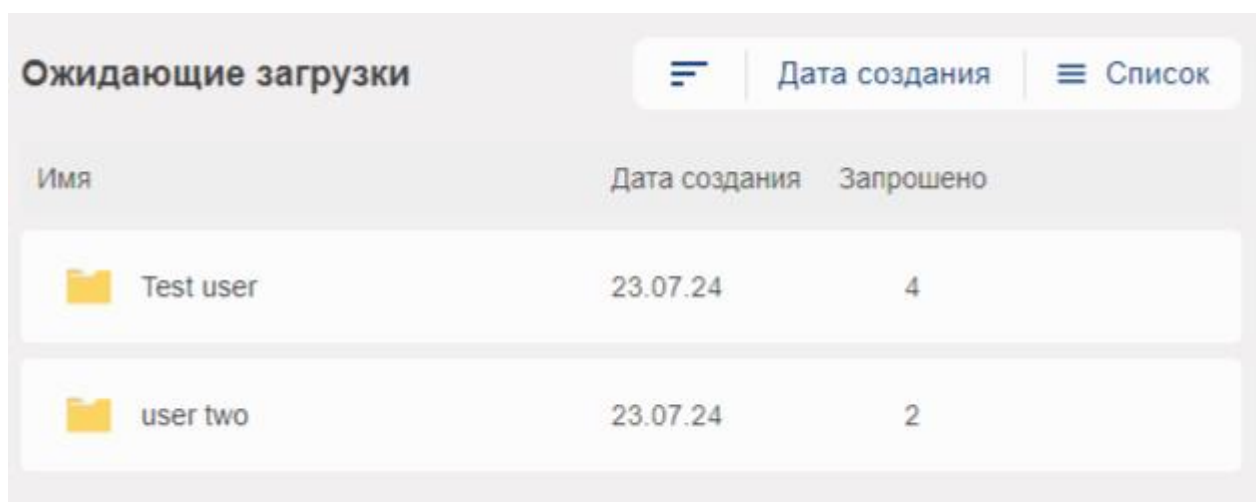 Ожидающие загрузки Дата создания Список
Имя Дата создания Запрошено
Test user 23.07.24 4
user two 23.07.24 2